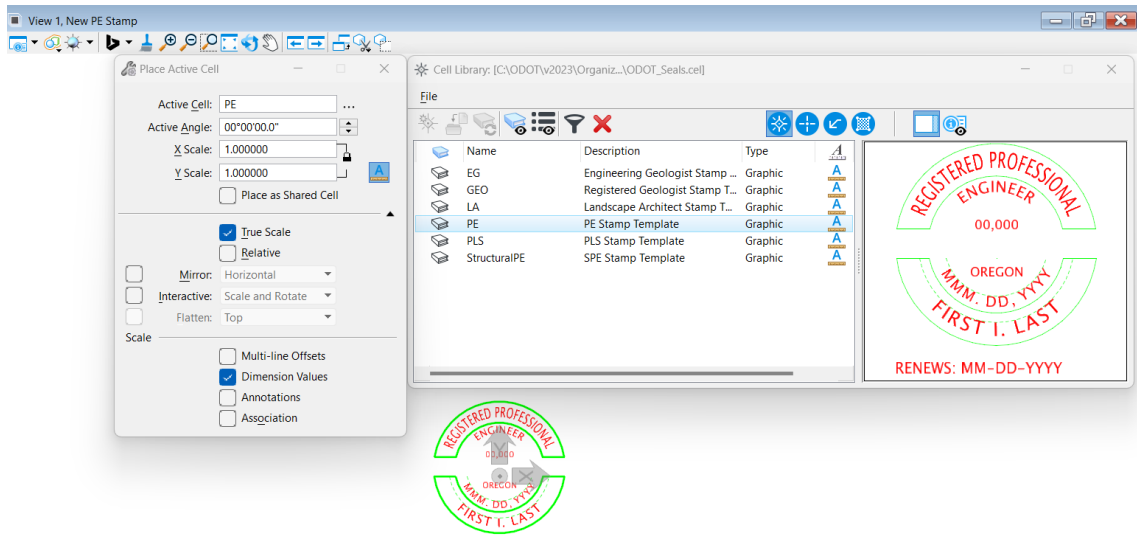 View 1, New PE Stamp
Place Active Cell
Active Cell: PE ...
Active Angle: 00°00'00.0"
X Scale: 1.000000
Y Scale: 1.000000
A
Place as Shared Cell
True Scale
Relative
Mirror: Horizontal
Interactive: Scale and Rotate
Flatten: Top
Scale
Multi-line Offsets
Dimension Values
Annotations
Association
Cell Library: [C:\ODOT\v2023\Organiz...\ODOT_Seals.cel]
File
Name Description Type A
EG Engineering Geologist Stamp ... Graphic A
GEO Registered Geologist Stamp T... Graphic A
LA Landscape Architect Stamp T... Graphic A
PE PE Stamp Template Graphic A
PLS PLS Stamp Template Graphic A
StructuralPE SPE Stamp Template Graphic A
REGISTERED PROFESSIONAL
ENGINEER
00,000
OREGON
MMM. DD, YYYY
FIRST I. LAST
RENEWS: MM-DD-YYYY
REGISTERED PROFESSIONAL
ENGINEER
00,000
Y
X
OREGON
MMM. DD, YYYY
FIRST I. LAST